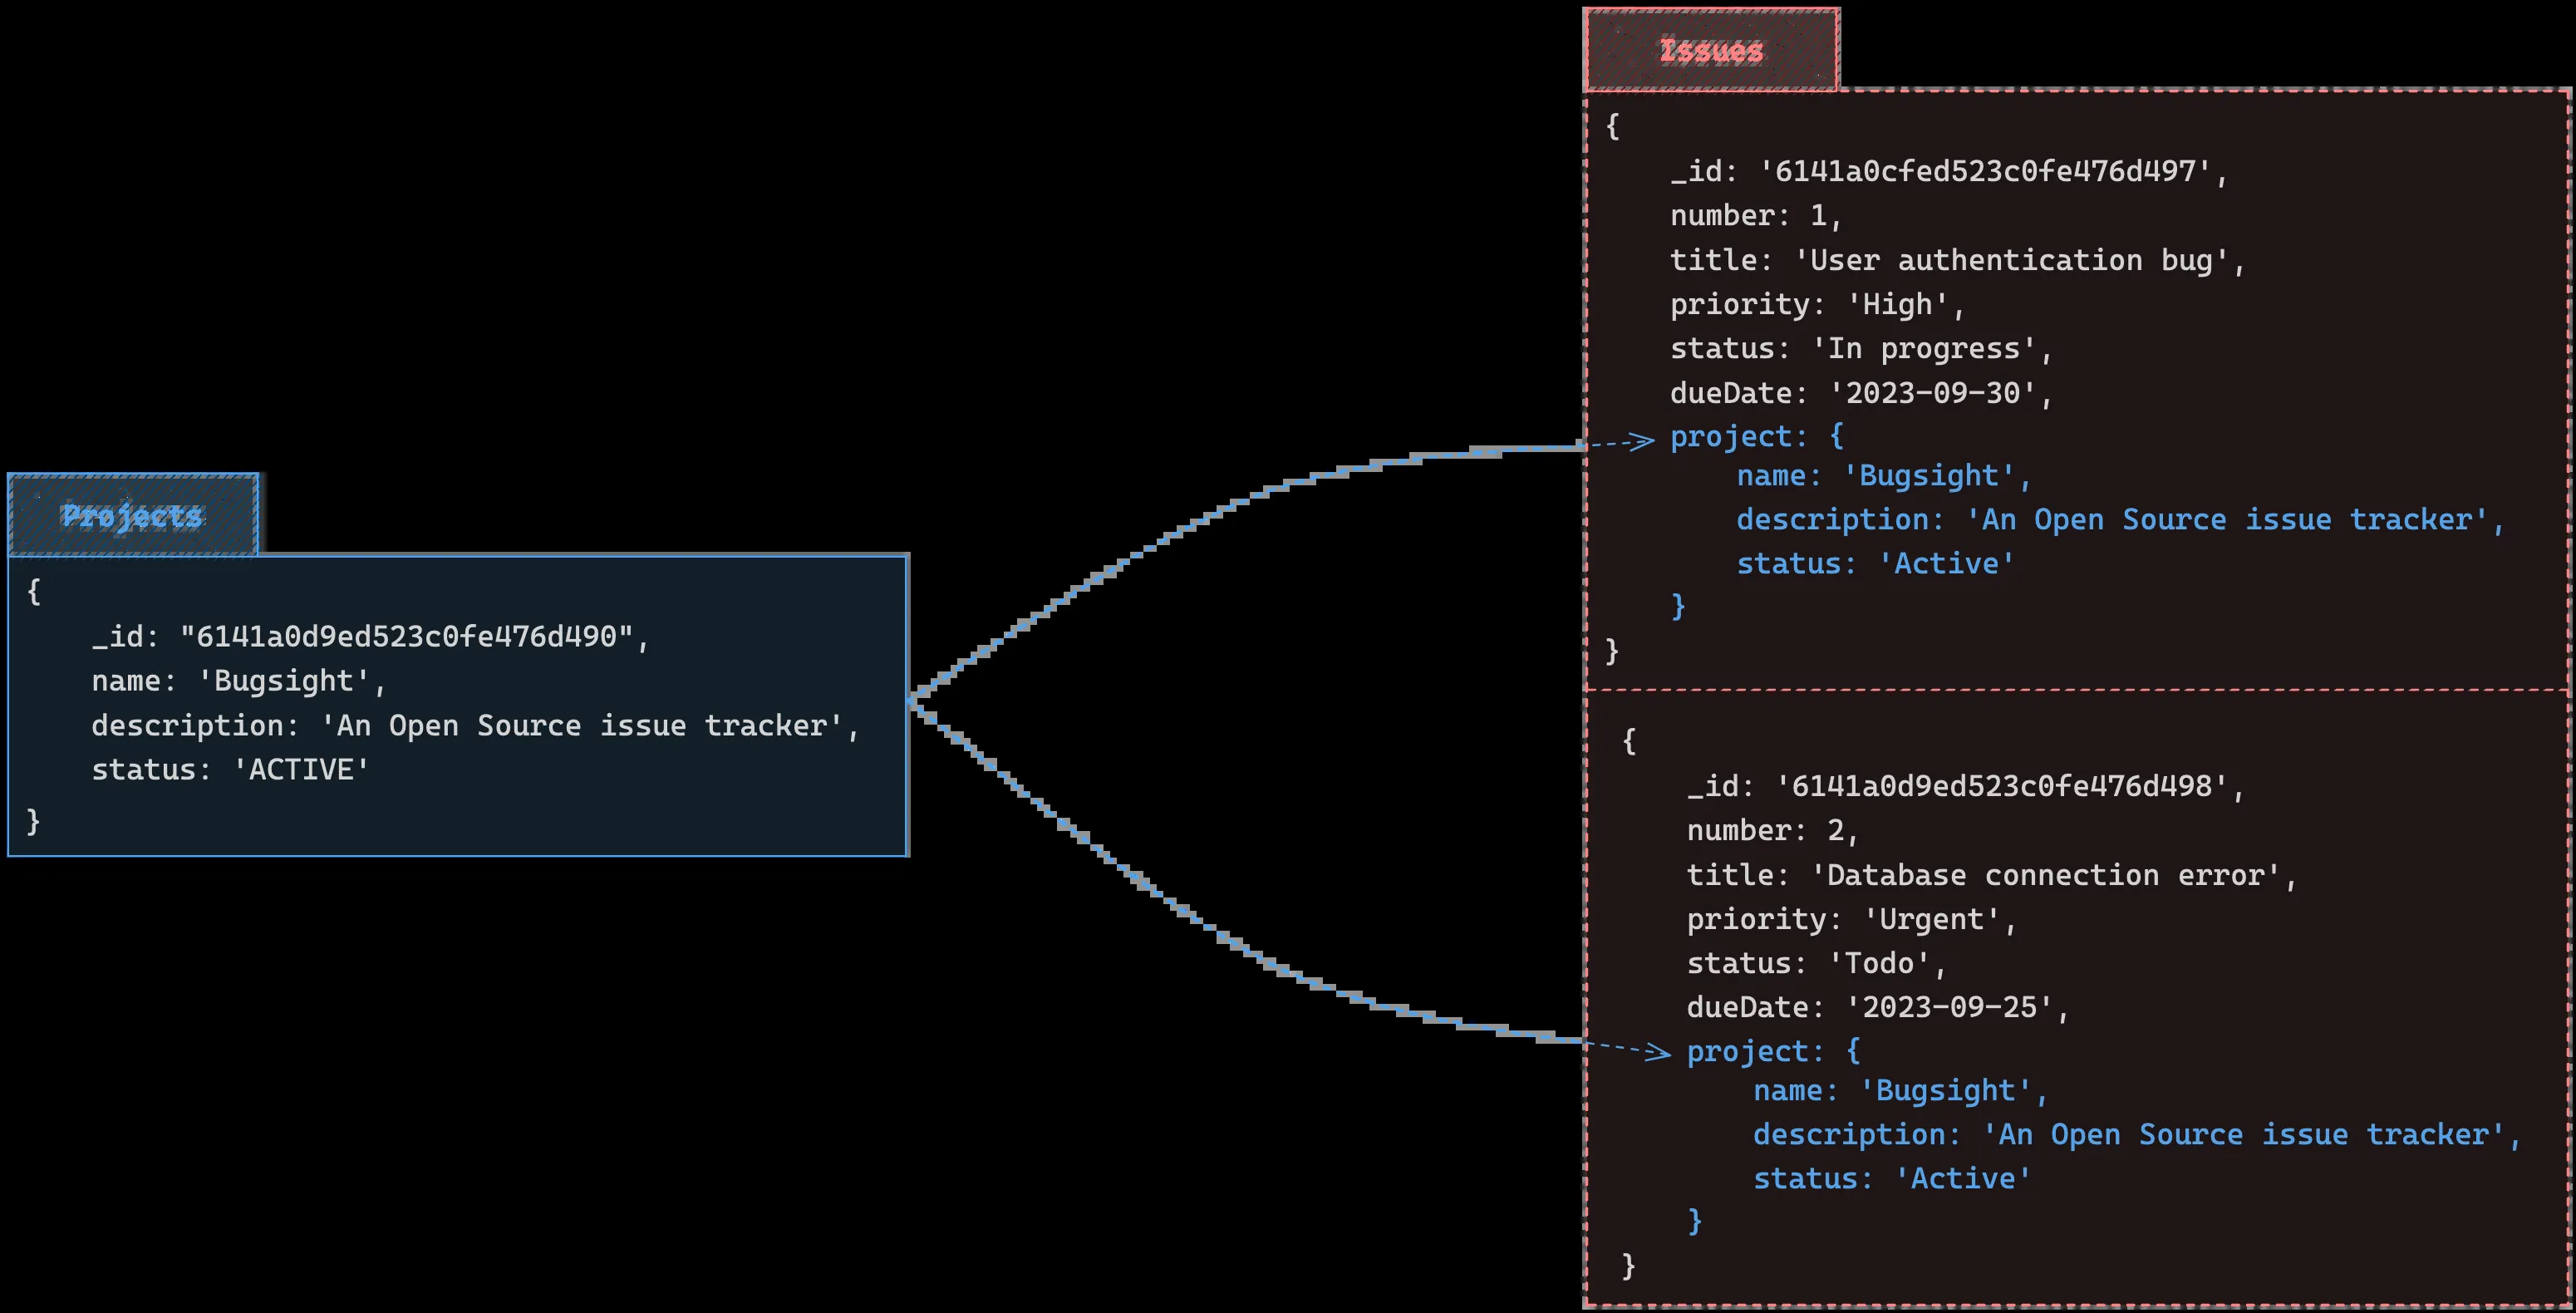 Projects
{
    _id: "6141a0d9ed523c0fe476d490",
    name: 'Bugsight',
    description: 'An Open Source issue tracker',
    status: 'ACTIVE'
}
Issues
{
    _id: '6141a0cfed523c0fe476d497',
    number: 1,
    title: 'User authentication bug',
    priority: 'High',
    status: 'In progress',
    dueDate: '2023-09-30',
    project: {
        name: 'Bugsight',
        description: 'An Open Source issue tracker',
        status: 'Active'
    }
}
{
    _id: '6141a0d9ed523c0fe476d498',
    number: 2,
    title: 'Database connection error',
    priority: 'Urgent',
    status: 'Todo',
    dueDate: '2023-09-25',
    project: {
        name: 'Bugsight',
        description: 'An Open Source issue tracker',
        status: 'Active'
    }
}